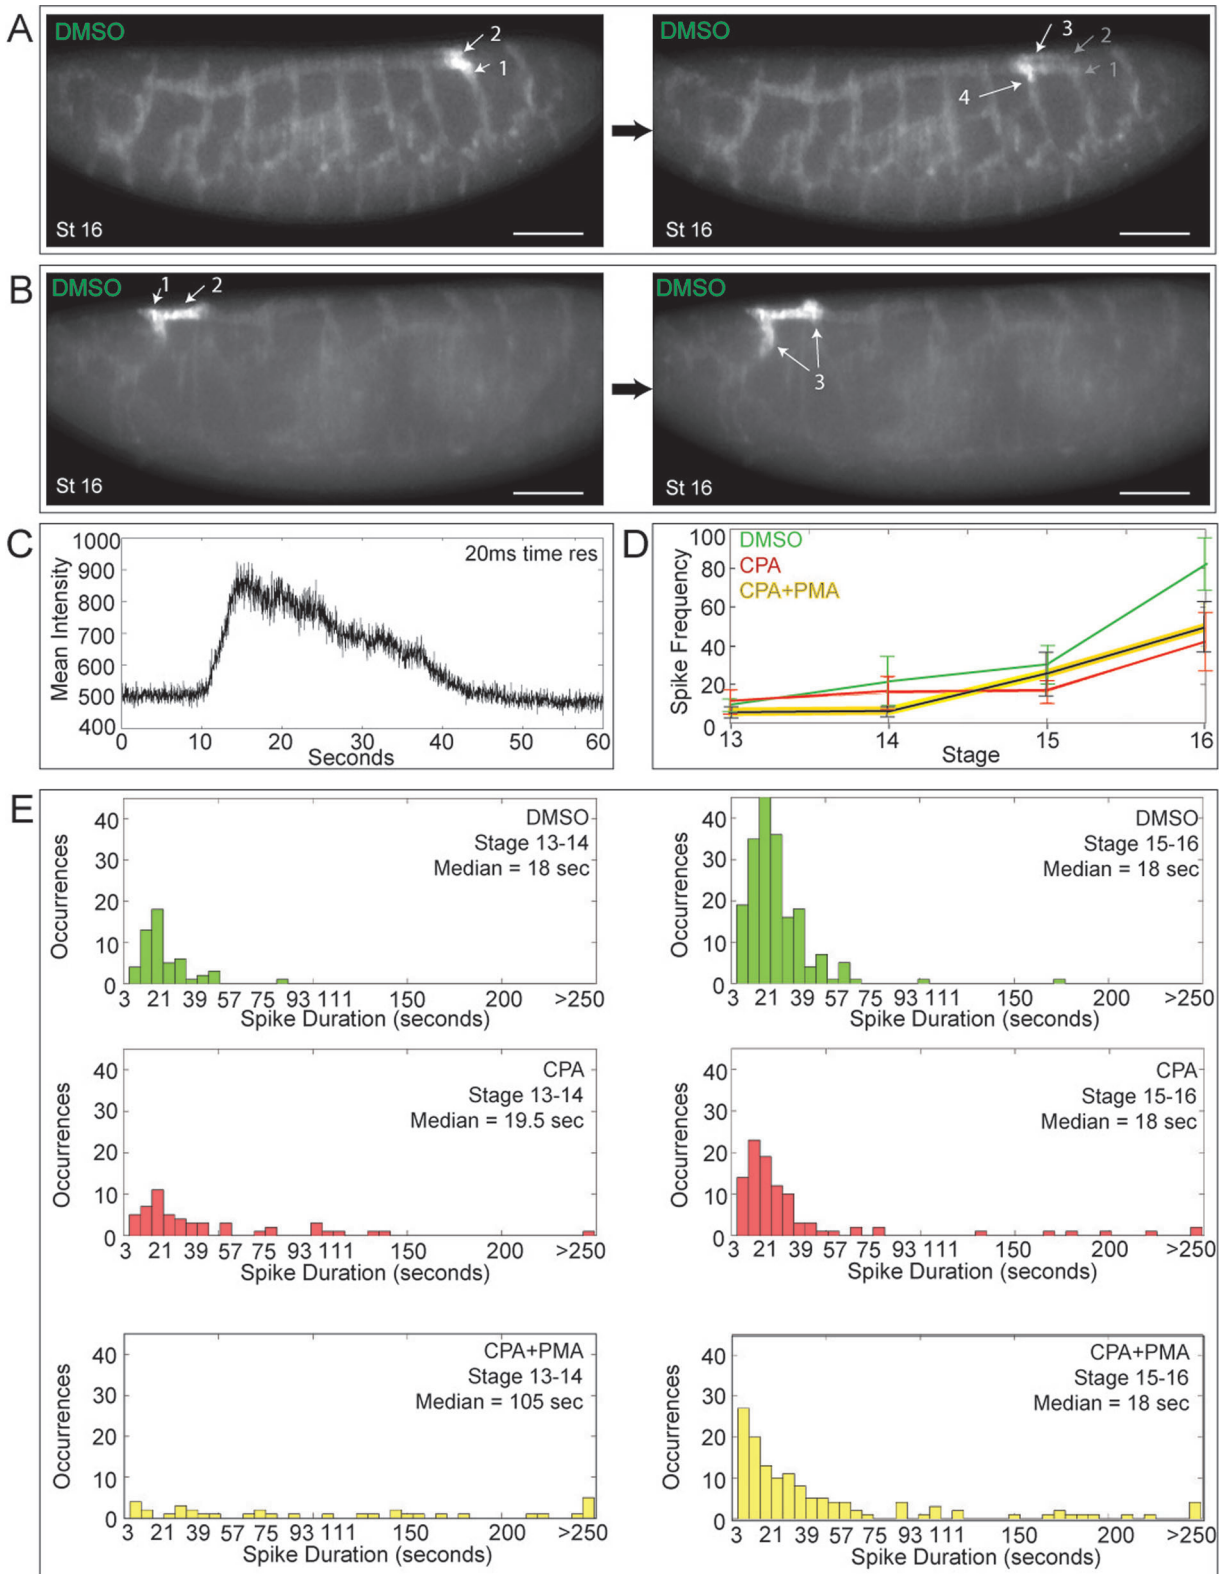 A
DMSO
2
1
St 16
DMSO
3
2
1
4
St 16
B
DMSO
1
2
St 16
DMSO
3
St 16
C
1000
900
800
700
600
500
400
Mean Intensity
20ms time res
0 10 20 30 40 50 60
Seconds
D
100
80
60
40
20
0
Spike Frequency
DMSO
CPA
CPA+PMA
13 14 15 16
Stage
E
40
30
20
10
0
Occurrences
DMSO
Stage 13-14
Median = 18 sec
3 21 39 57 75 93 111 150 200 >250
Spike Duration (seconds)
40
30
20
10
0
Occurrences
DMSO
Stage 15-16
Median = 18 sec
3 21 39 57 75 93 111 150 200 >250
Spike Duration (seconds)
40
30
20
10
0
Occurrences
CPA
Stage 13-14
Median = 19.5 sec
3 21 39 57 75 93 111 150 200 >250
Spike Duration (seconds)
40
30
20
10
0
Occurrences
CPA
Stage 15-16
Median = 18 sec
3 21 39 57 75 93 111 150 200 >250
Spike Duration (seconds)
40
30
20
10
0
Occurrences
CPA+PMA
Stage 13-14
Median = 105 sec
3 21 39 57 75 93 111 150 200 >250
Spike Duration (seconds)
40
30
20
10
0
Occurrences
CPA+PMA
Stage 15-16
Median = 18 sec
3 21 39 57 75 93 111 150 200 >250
Spike Duration (seconds)